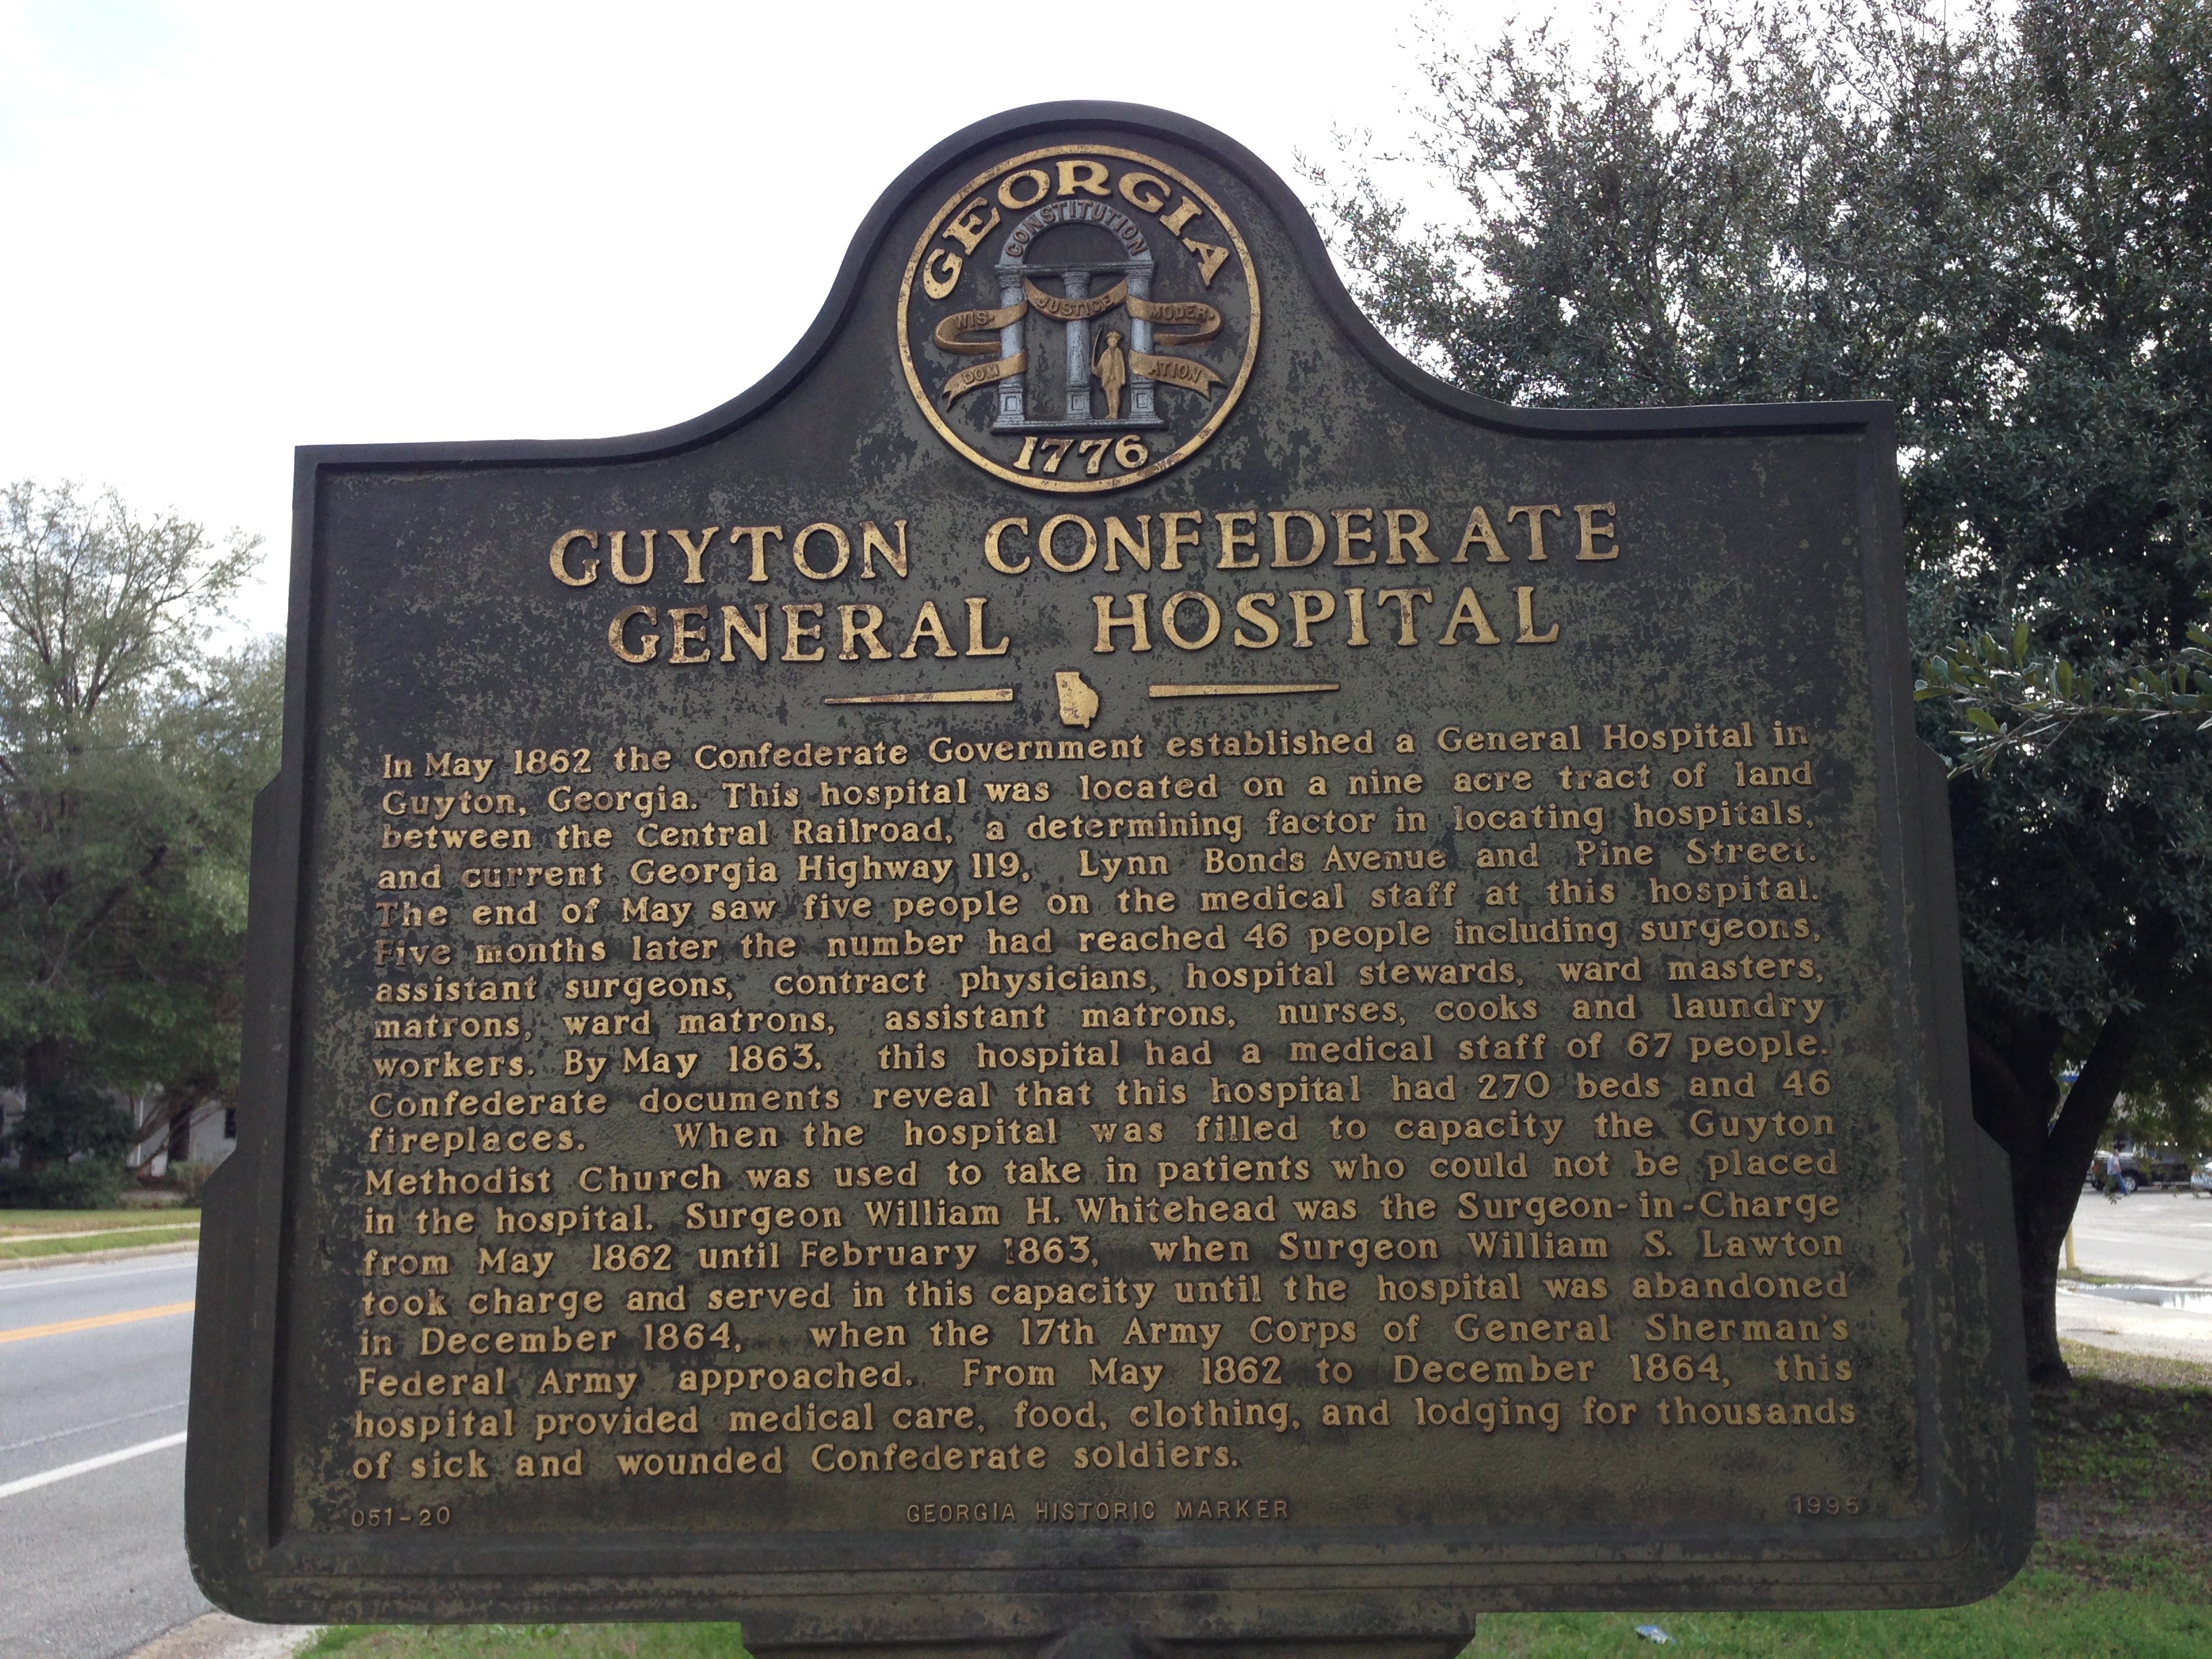 GEORGIA
CONSTITUTION
WIS- JUSTICE MODER-
DOM ATION
1776
GUYTON CONFEDERATE
GENERAL HOSPITAL
In May 1862 the Confederate Government established a General Hospital in
Guyton, Georgia. This hospital was located on a nine acre tract of land
between the Central Railroad, a determining factor in locating hospitals,
and current Georgia Highway 119, Lynn Bonds Avenue and Pine Street.
The end of May saw five people on the medical staff at this hospital.
Five months later the number had reached 46 people including surgeons,
assistant surgeons, contract physicians, hospital stewards, ward masters,
matrons, ward matrons, assistant matrons, nurses, cooks and laundry
workers. By May 1863, this hospital had a medical staff of 67 people.
Confederate documents reveal that this hospital had 270 beds and 46
fireplaces. When the hospital was filled to capacity the Guyton
Methodist Church was used to take in patients who could not be placed
in the hospital. Surgeon William H. Whitehead was the Surgeon-in-Charge
from May 1862 until February 1863, when Surgeon William S. Lawton
took charge and served in this capacity until the hospital was abandoned
in December 1864, when the 17th Army Corps of General Sherman's
Federal Army approached. From May 1862 to December 1864, this
hospital provided medical care, food, clothing, and lodging for thousands
of sick and wounded Confederate soldiers.
051-20 GEORGIA HISTORIC MARKER 1995